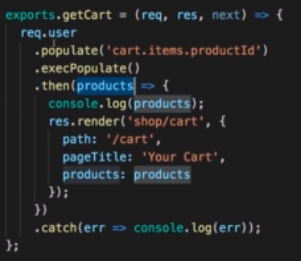 exports.getCart = (req, res, next) => {
  req.user
    .populate('cart.items.productId')
    .execPopulate()
    .then(products => {
      console.log(products);
      res.render('shop/cart', {
        path: '/cart',
        pageTitle: 'Your Cart',
        products: products
      });
    })
    .catch(err => console.log(err));
};